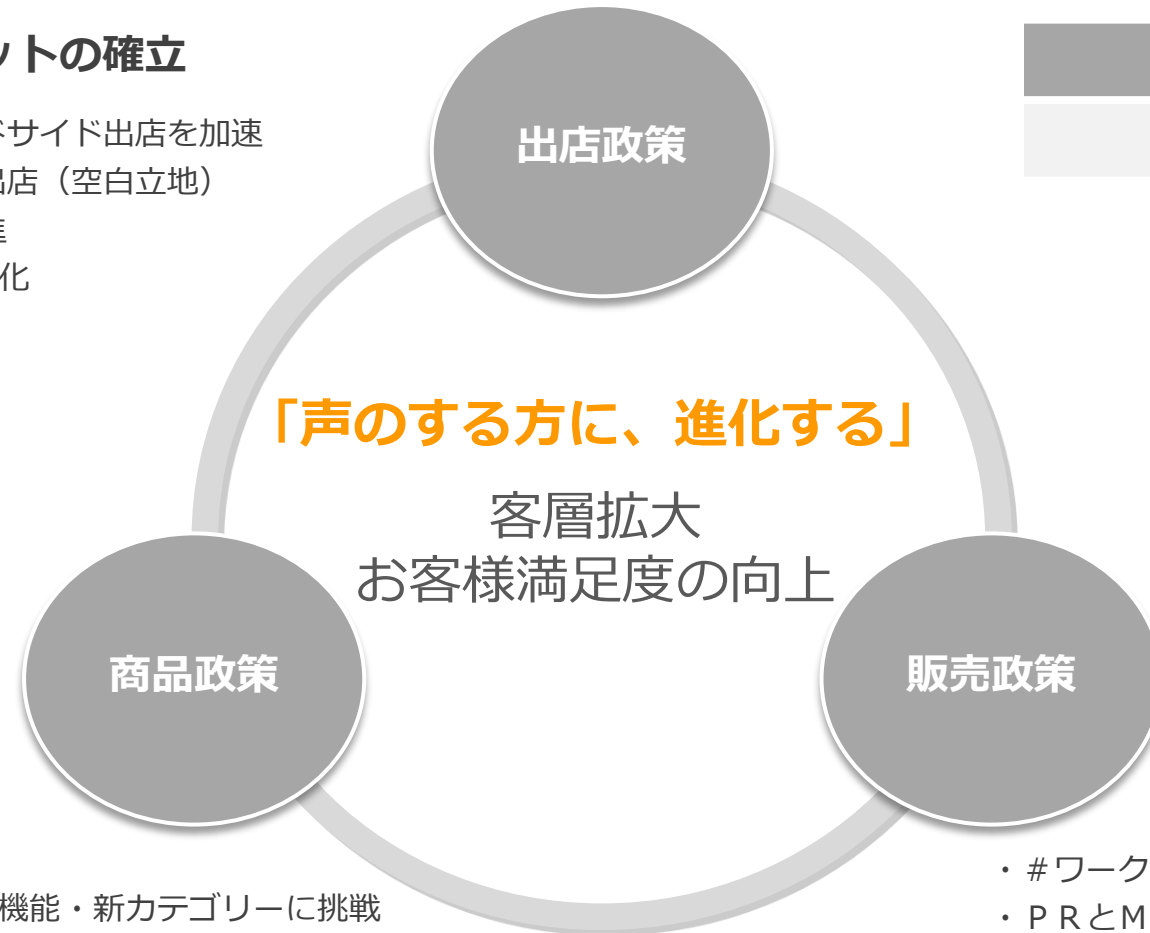 ットの確立
ドサイド出店を加速
出店（空白立地）
進
化
出店政策
「声のする方に、進化する」
客層拡大
お客様満足度の向上
商品政策
販売政策
機能・新カテゴリーに挑戦
・＃ワーク
・ＰＲとＭ